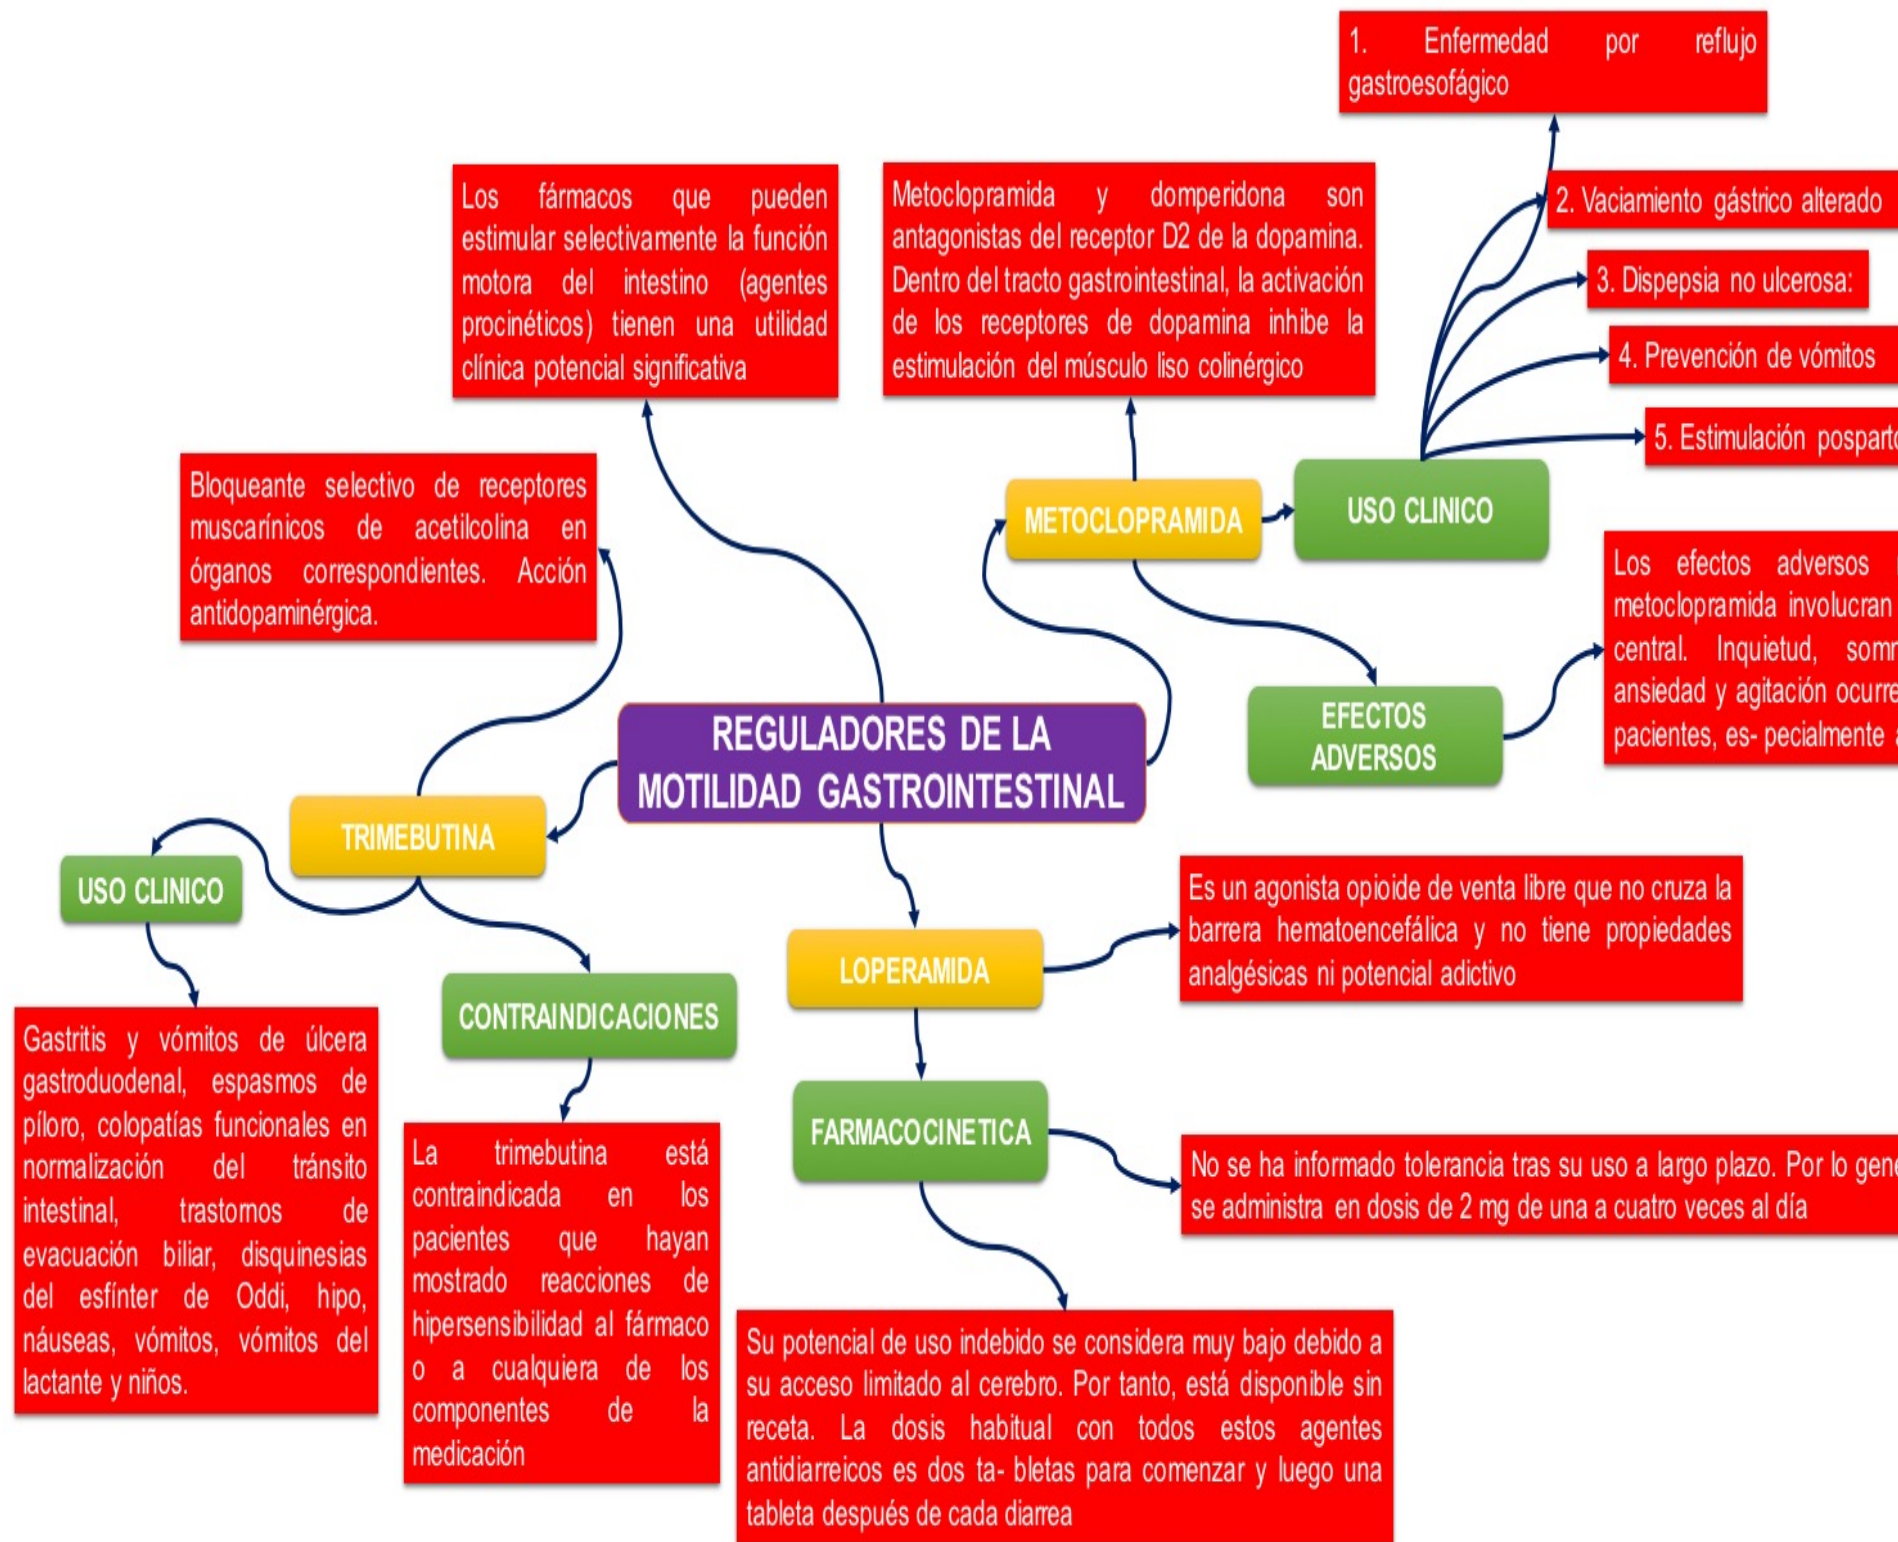 1. Enfermedad por reflujo
gastroesofágico
Los fármacos que pueden
estimular selectivamente la función
motora del intestino (agentes
procinéticos) tienen una utilidad
clínica potencial significativa
Metoclopramida y domperidona son
antagonistas del receptor D2 de la dopamina.
Dentro del tracto gastrointestinal, la activación
de los receptores de dopamina inhibe la
estimulación del músculo liso colinérgico
2. Vaciamiento gástrico alterado
3. Dispepsia no ulcerosa:
4. Prevención de vómitos
5. Estimulación posparto
Bloqueante selectivo de receptores
muscarínicos de acetilcolina en
órganos correspondientes. Acción
antidopaminérgica.
METOCLOPRAMIDA
USO CLINICO
Los efectos adversos
metoclopramida involucran
central. Inquietud,
ansiedad y agitación
pacientes, es- pecialmente
EFECTOS
ADVERSOS
REGULADORES DE LA
MOTILIDAD GASTROINTESTINAL
TRIMEBUTINA
USO CLINICO
CONTRAINDICACIONES
Gastritis y vómitos de úlcera
gastroduodenal, espasmos de
píloro, colopatías funcionales en
normalización del tránsito
intestinal, trastornos de
evacuación biliar, disquinesias
del esfínter de Oddi, hipo,
náuseas, vómitos, vómitos del
lactante y niños.
La trimebutina está
contraindicada en los
pacientes que hayan
mostrado reacciones de
hipersensibilidad al fármaco
o a cualquiera de los
componentes de la
medicación
LOPERAMIDA
Es un agonista opioide de venta libre que no cruza la
barrera hematoencefálica y no tiene propiedades
analgésicas ni potencial adictivo
FARMACOCINETICA
No se ha informado tolerancia tras su uso a largo plazo. Por lo
se administra en dosis de 2 mg de una a cuatro veces al día
Su potencial de uso indebido se considera muy bajo debido a
su acceso limitado al cerebro. Por tanto, está disponible sin
receta. La dosis habitual con todos estos agentes
antidiarreicos es dos ta- bletas para comenzar y luego una
tableta después de cada diarrea